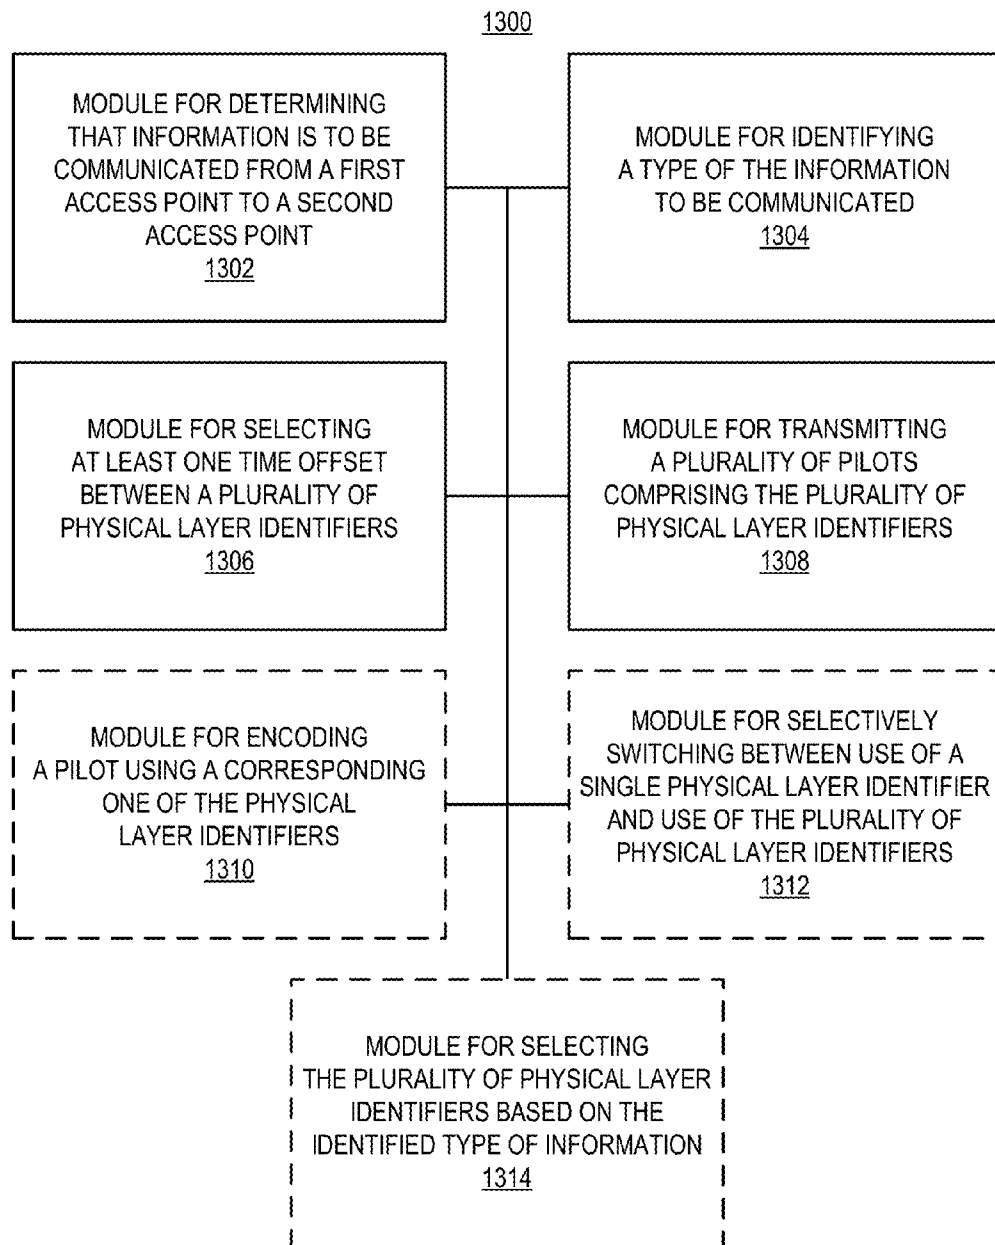 1300
MODULE FOR DETERMINING
THAT INFORMATION IS TO BE
COMMUNICATED FROM A FIRST
ACCESS POINT TO A SECOND
ACCESS POINT
1302
MODULE FOR IDENTIFYING
A TYPE OF THE INFORMATION
TO BE COMMUNICATED
1304
MODULE FOR SELECTING
AT LEAST ONE TIME OFFSET
BETWEEN A PLURALITY OF
PHYSICAL LAYER IDENTIFIERS
1306
MODULE FOR TRANSMITTING
A PLURALITY OF PILOTS
COMPRISING THE PLURALITY OF
PHYSICAL LAYER IDENTIFIERS
1308
MODULE FOR ENCODING
A PILOT USING A CORRESPONDING
ONE OF THE PHYSICAL
LAYER IDENTIFIERS
1310
MODULE FOR SELECTIVELY
SWITCHING BETWEEN USE OF A
SINGLE PHYSICAL LAYER IDENTIFIER
AND USE OF THE PLURALITY OF
PHYSICAL LAYER IDENTIFIERS
1312
MODULE FOR SELECTING
THE PLURALITY OF PHYSICAL LAYER
IDENTIFIERS BASED ON THE
IDENTIFIED TYPE OF INFORMATION
1314